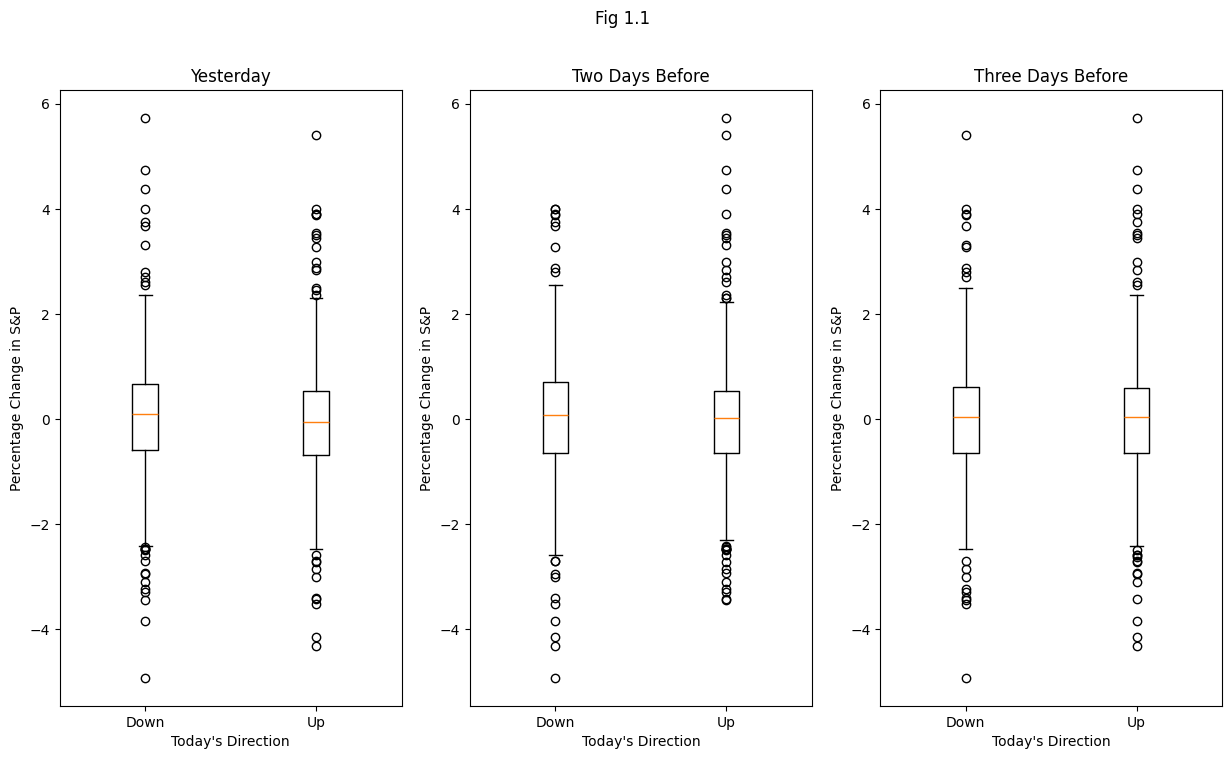 Fig 1.1
Yesterday
Two Days Before
Three Days Before
6
4
2
0
−2
−4
Percentage Change in S&P
Down
Up
Today's Direction
4
2
0
−2
−4
6
Percentage Change in S&P
Down
Up
Today's Direction
6
4
2
0
−2
−4
Percentage Change in S&P
Down
Up
Today's Direction